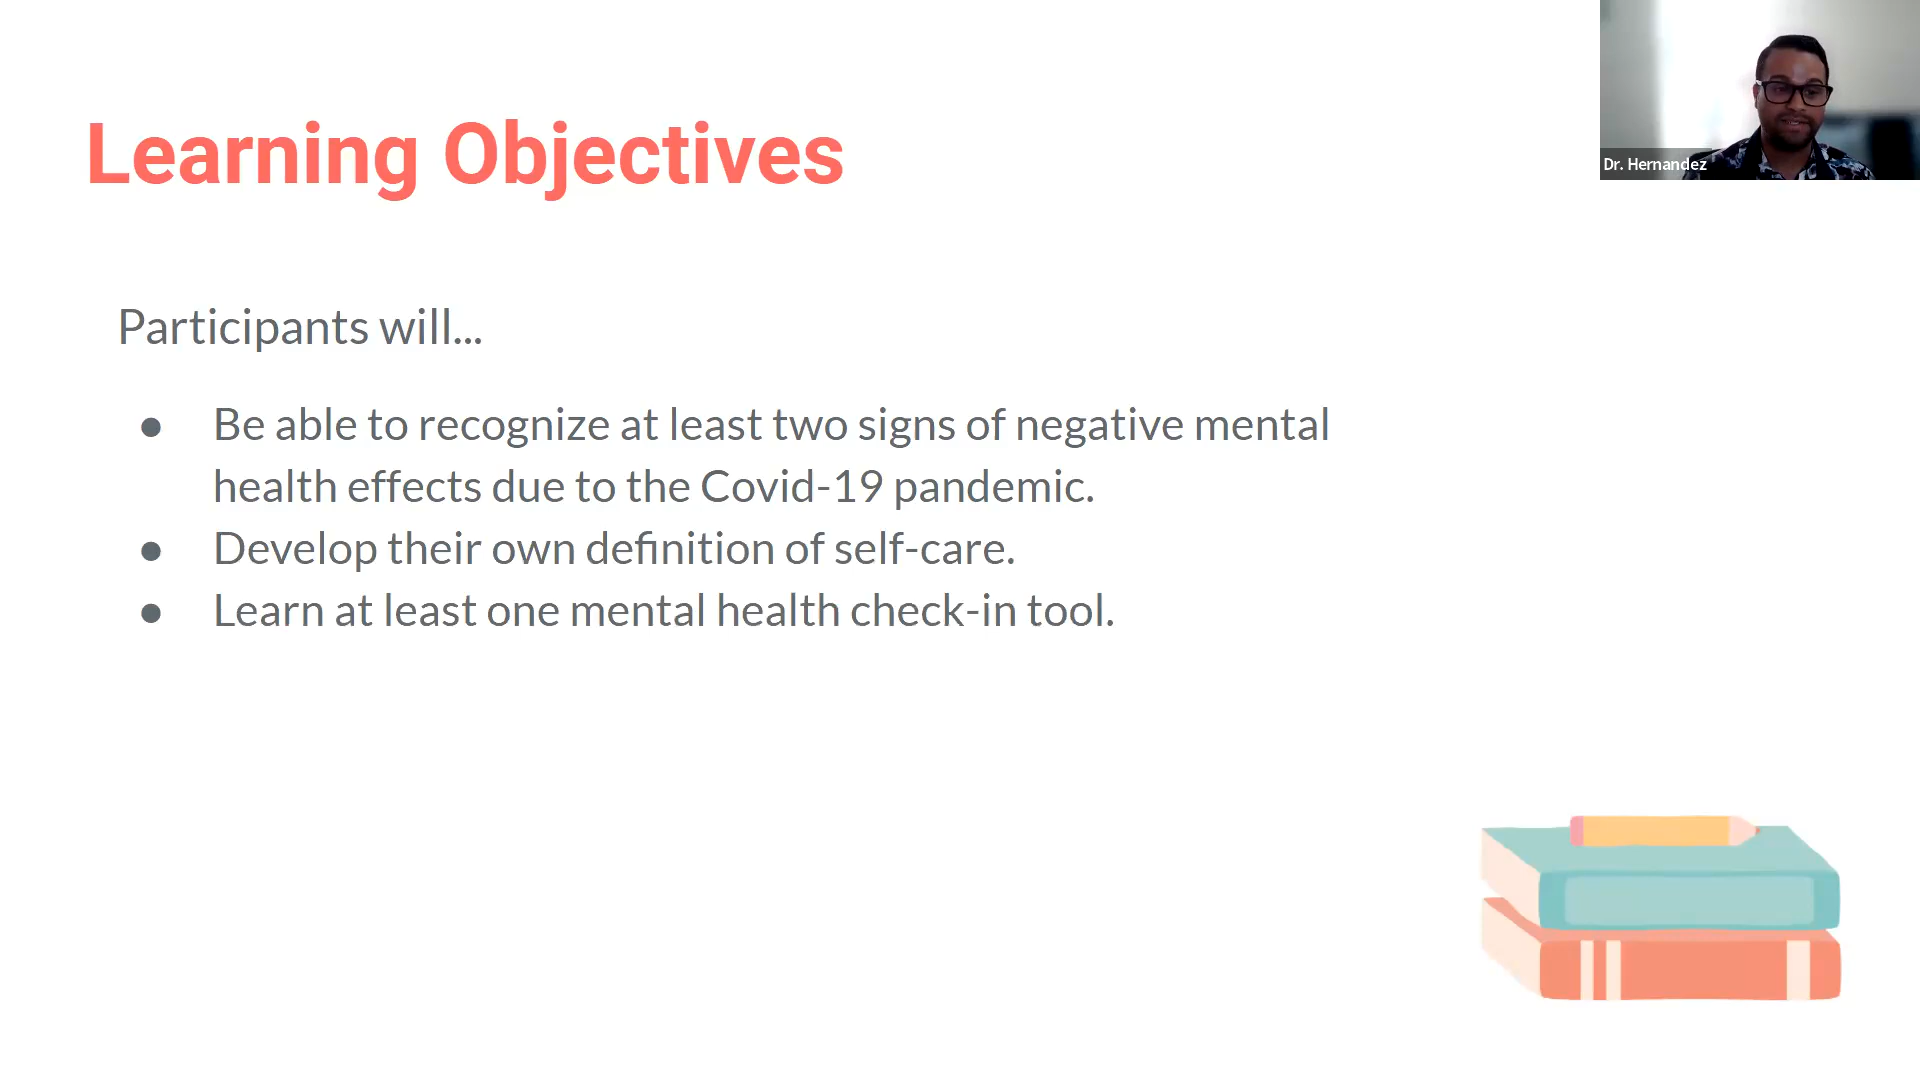 Learning Objectives
Dr. Hernandez
Participants will...
● Be able to recognize at least two signs of negative mental
health effects due to the Covid-19 pandemic.
● Develop their own definition of self-care.
● Learn at least one mental health check-in tool.